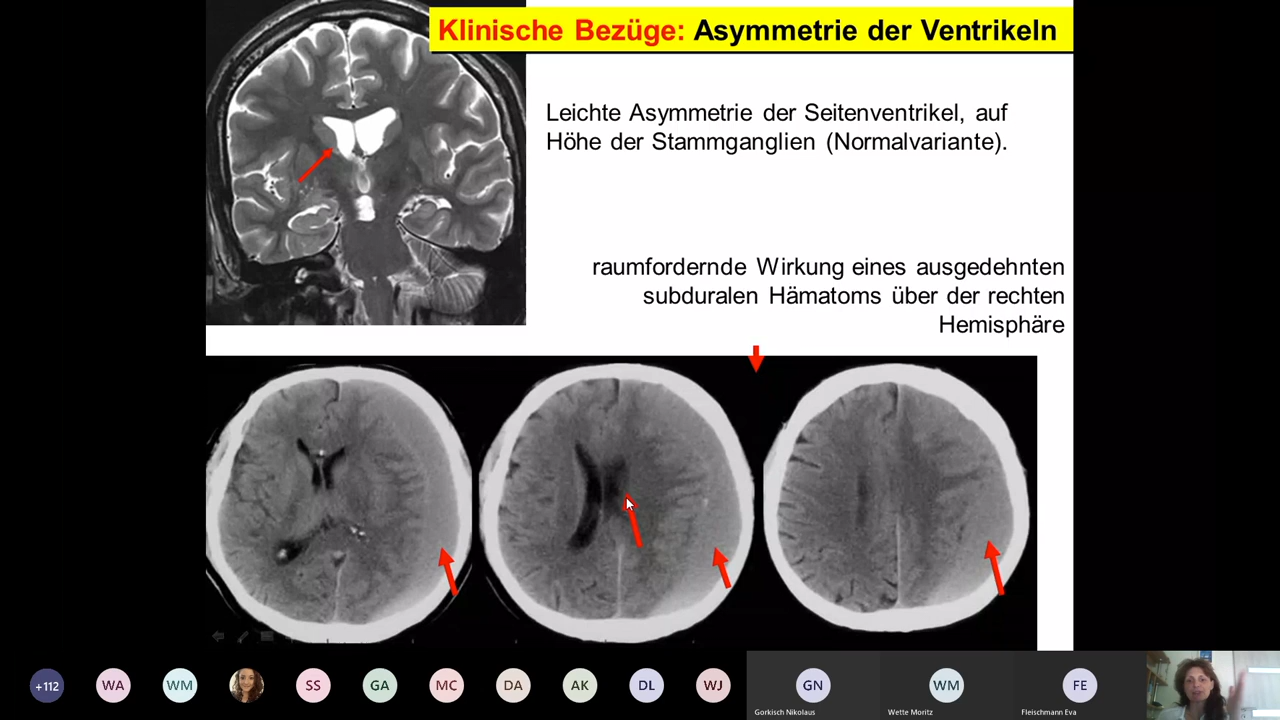 Klinische Bezüge: Asymmetrie der Ventrikeln
Leichte Asymmetrie der Seitenventrikel, auf
Höhe der Stammganglien (Normalvariante).
raumfordernde Wirkung eines ausgedehnten
subduralen Hämatoms über der rechten
Hemisphäre
+112
WA
WM
SS
GA
MC
DA
AK
DL
WJ
GN
WM
FE
Gorkisch Nikolaus
Wette Moritz
Fleischmann Eva